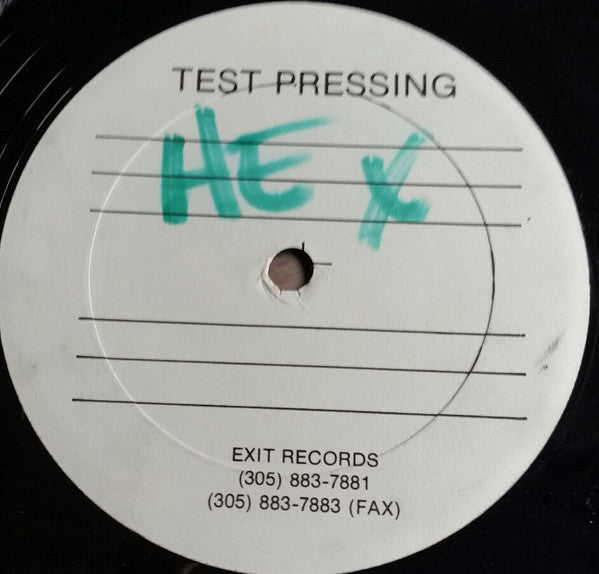 TEST PRESSING
HEX
EXIT RECORDS
(305) 883-7881
(305) 883-7883 (FAX)